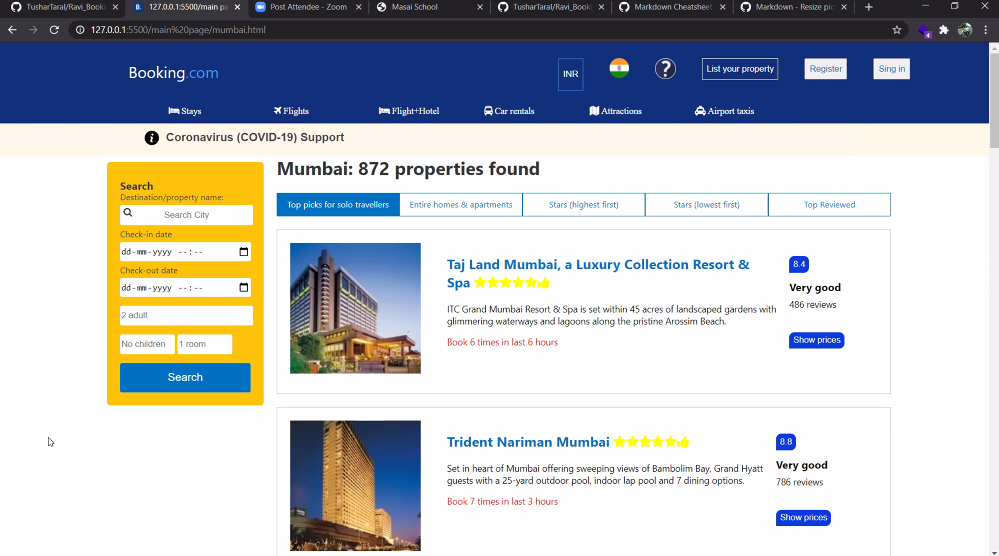 TusharTaral/Ravi_Booki
127.0.0.1:5500/main pa
Post Attendee - Zoom
Masai School
TusharTaral/Ravi_Bookin
Markdown Cheatsheet
Markdown - Resize pic
127.0.0.1:5500/main%20page/mumbai.html
4
Booking.com
INR
?
List your property
Register
Sing in
Stays
Flights
Flight+Hotel
Car rentals
Attractions
Airport taxis
Coronavirus (COVID-19) Support
Search
Destination/property name:
Search City
Check-in date
dd-mm-yyyy --:--
Check-out date
dd-mm-yyyy --:--
2 adult
No children
1 room
Search
Mumbai: 872 properties found
Top picks for solo travellers
Entire homes & apartments
Stars (highest first)
Stars (lowest first)
Top Reviewed
Taj Land Mumbai, a Luxury Collection Resort &
Spa
ITC Grand Mumbai Resort & Spa is set within 45 acres of landscaped gardens with
glimmering waterways and lagoons along the pristine Arossim Beach.
Book 6 times in last 6 hours
8.4
Very good
486 reviews
Show prices
Trident Nariman Mumbai
Set in heart of Mumbai offering sweeping views of Bambolim Bay, Grand Hyatt
guests with a 25-yard outdoor pool, indoor lap pool and 7 dining options.
Book 7 times in last 3 hours
8.8
Very good
786 reviews
Show prices